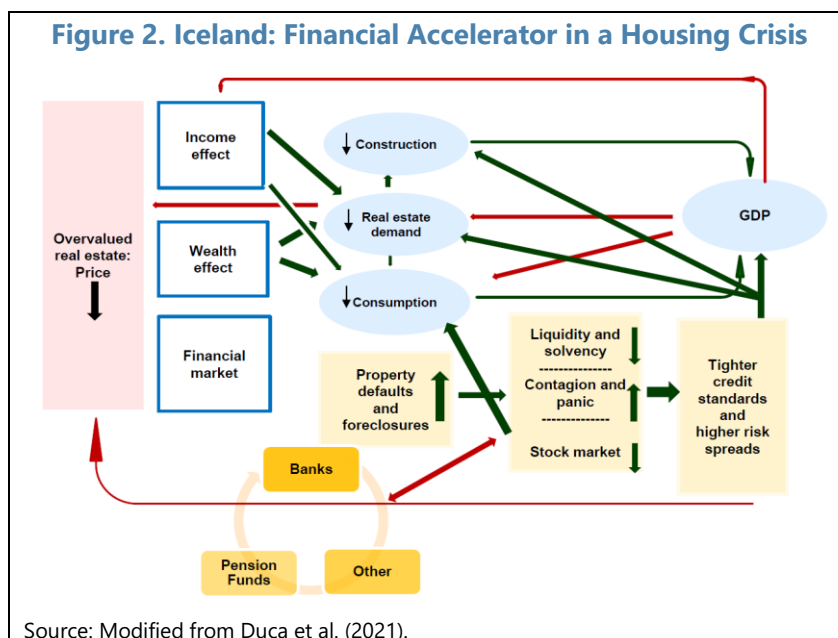 Figure 2. Iceland: Financial Accelerator in a Housing Crisis
Income
effect
Construction
Overvalued
real estate:
Price
Real estate
demand
GDP
Wealth
effect
Consumption
Financial
market
Property
defaults
and
foreclosures
Liquidity and
solvency
---------------
Contagion and
panic
--------------
Stock market
Tighter
credit
standards
and
higher risk
spreads
Banks
Pension
Funds
Other
Source: Modified from Duca et al. (2021).